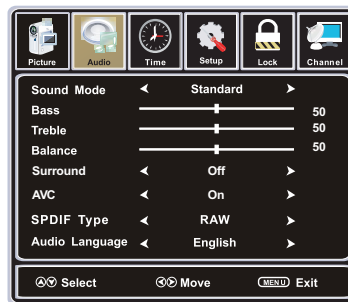 Picture Audio Time Setup Lock Channel
Sound Mode Standard
Bass 50
Treble 50
Balance 50
Surround Off
AVC On
SPDIF Type RAW
Audio Language English
Select Move MENU Exit